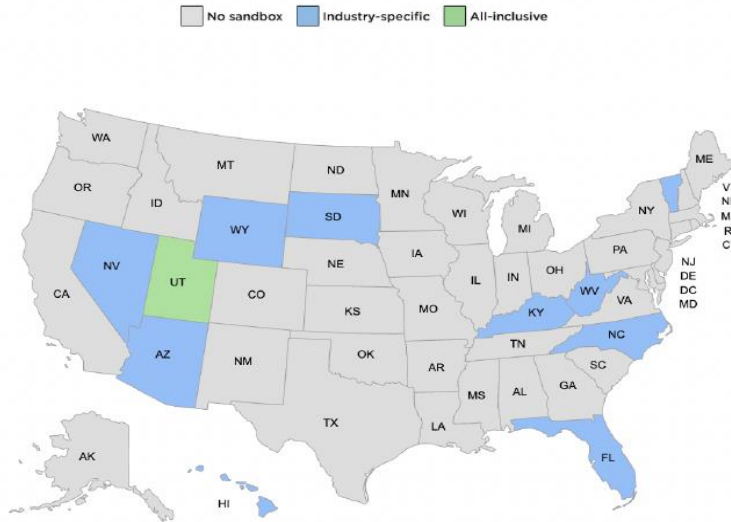 No sandbox
Industry-specific
All-inclusive
WA
MT
ND
ME
OR
ID
MN
SD
WI
MI
NY
WY
NV
UT
CA
CO
NE
IA
IL
IN
OH
PA
NJ
DE
DC
MD
KS
MO
KY
WV
VA
AZ
NM
OK
AR
TN
NC
SC
MS
AL
GA
TX
LA
FL
AK
HI